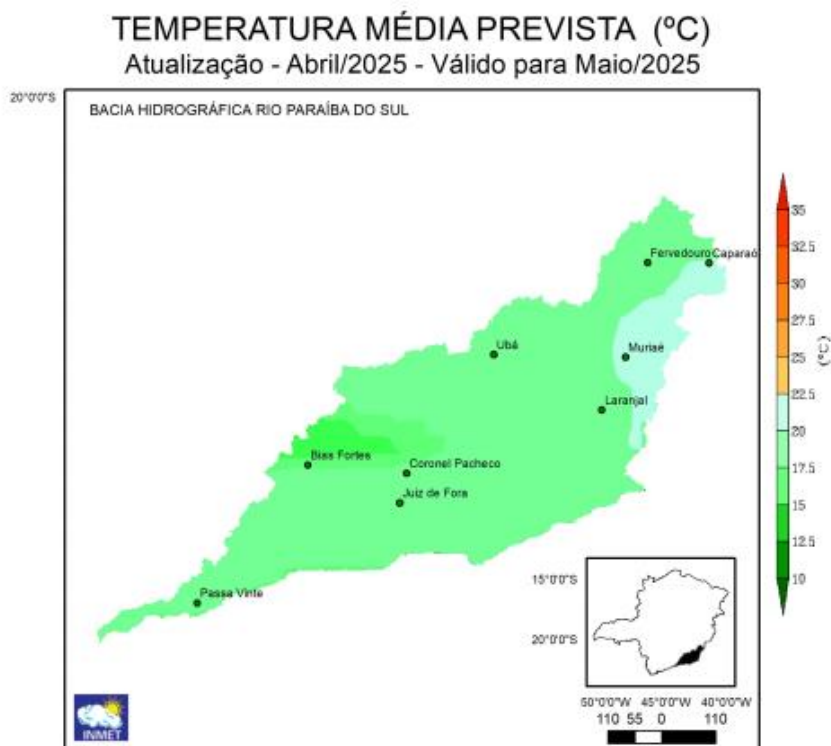 TEMPERATURA MÉDIA PREVISTA (ºC)
Atualização - Abril/2025 - Válido para Maio/2025
20°0'0"S
BACIA HIDROGRÁFICA RIO PARAÍBA DO SUL
Fervedouro
Caparaó
Ubá
Muriaé
Laranjal
Bias Fortes
Coronel Pacheco
Juiz de Fora
Passa Vinte
35
32.5
30
27.5
25
22.5
20
17.5
15
12.5
10
(°C)
15°0'0"S
20°0'0"S
50°0'0"W 45°0'0"W 40°0'0"W
110 55 0 110
INMET